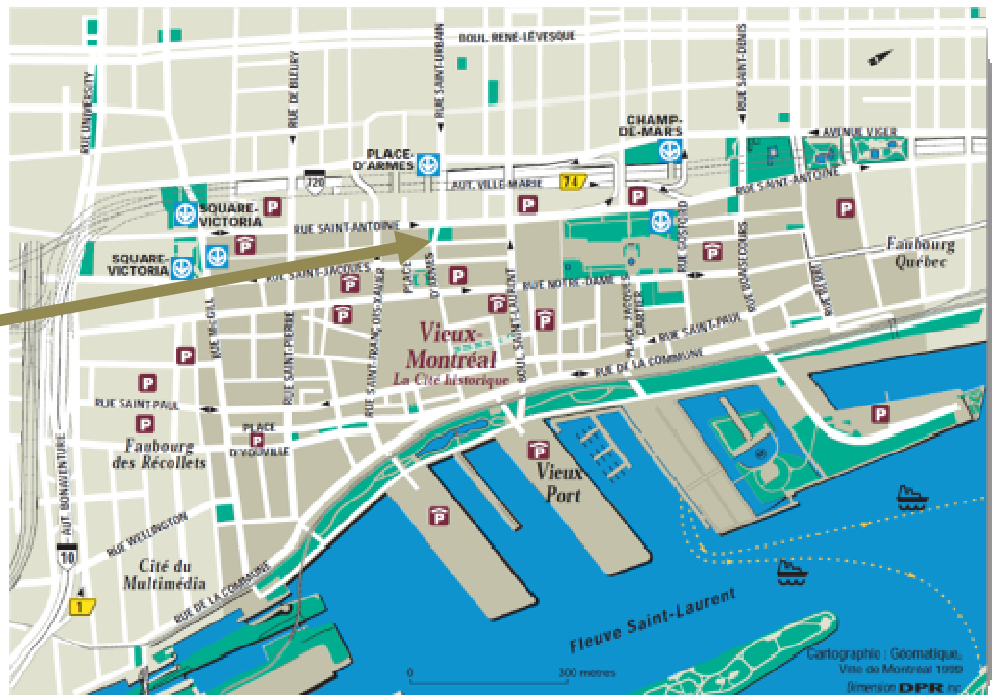 BOUL. RENÉ-LÉVESQUE
RUE UNIVERSITY
RUE DE BLEURY
RUE SAINT-URBAIN
RUE SAINT-DENIS
CHAMP-
DE-MARS
AVENUE VIGER
PLACE-
D'ARMES
720
AUT. VILLE-MARIE
74
RUE SAINT-ANTOINE
P
P
P
P
SQUARE-
VICTORIA
RUE SAINT-ANTOINE
P
RUE GOSFORD
P
Faubourg
Québec
SQUARE-
VICTORIA
RUE SAINT-JACQUES
PLACE
D'ARMES
P
P
RUE NOTRE-DAME
BOUL. SAINT-LAURENT
P
P
P
RUE MCGILL
RUE SAINT-PIERRE
RUE SAINT-FRANÇOIS-XAVIER
PLACE JACQUES
CARTIER
RUE SAINT-PAUL
Vieux-
Montréal
La Cité historique
P
RUE DE LA COMMUNE
P
RUE SAINT-PAUL
P
P
PLACE
P
D'YOUVILLE
Faubourg
des Récollets
P
Vieux
Port
P
AUT. BONAVENTURE
10
RUE WELLINGTON
Cité du
Multimédia
RUE DE LA COMMUNE
1
Fleuve Saint-Laurent
0 300 mètres
Cartographie : Géomatique,
Ville de Montréal 1999
Dimension DPR inc